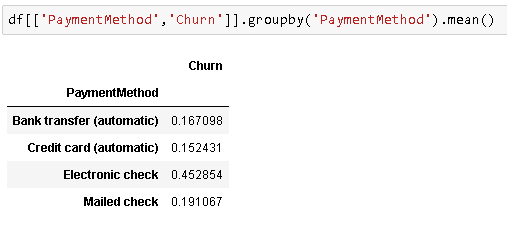 df[['PaymentMethod','Churn']].groupby('PaymentMethod').mean()
Churn
PaymentMethod
Bank transfer (automatic) 0.167098
Credit card (automatic) 0.152431
Electronic check 0.452854
Mailed check 0.191067